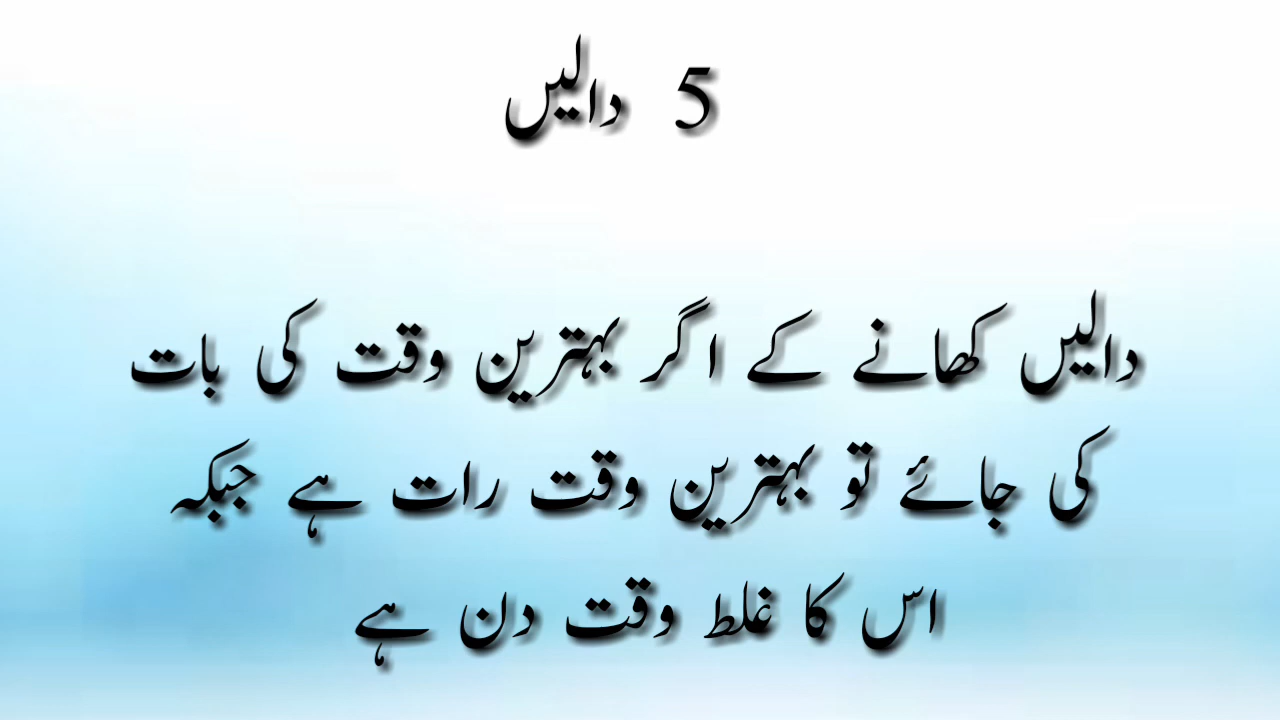 5 دالیں
دالیں کھانے کے اگر بہترین وقت کی بات
کی جائے تو بہترین وقت رات ہے جبکہ
اس کا غلط وقت دن ہے